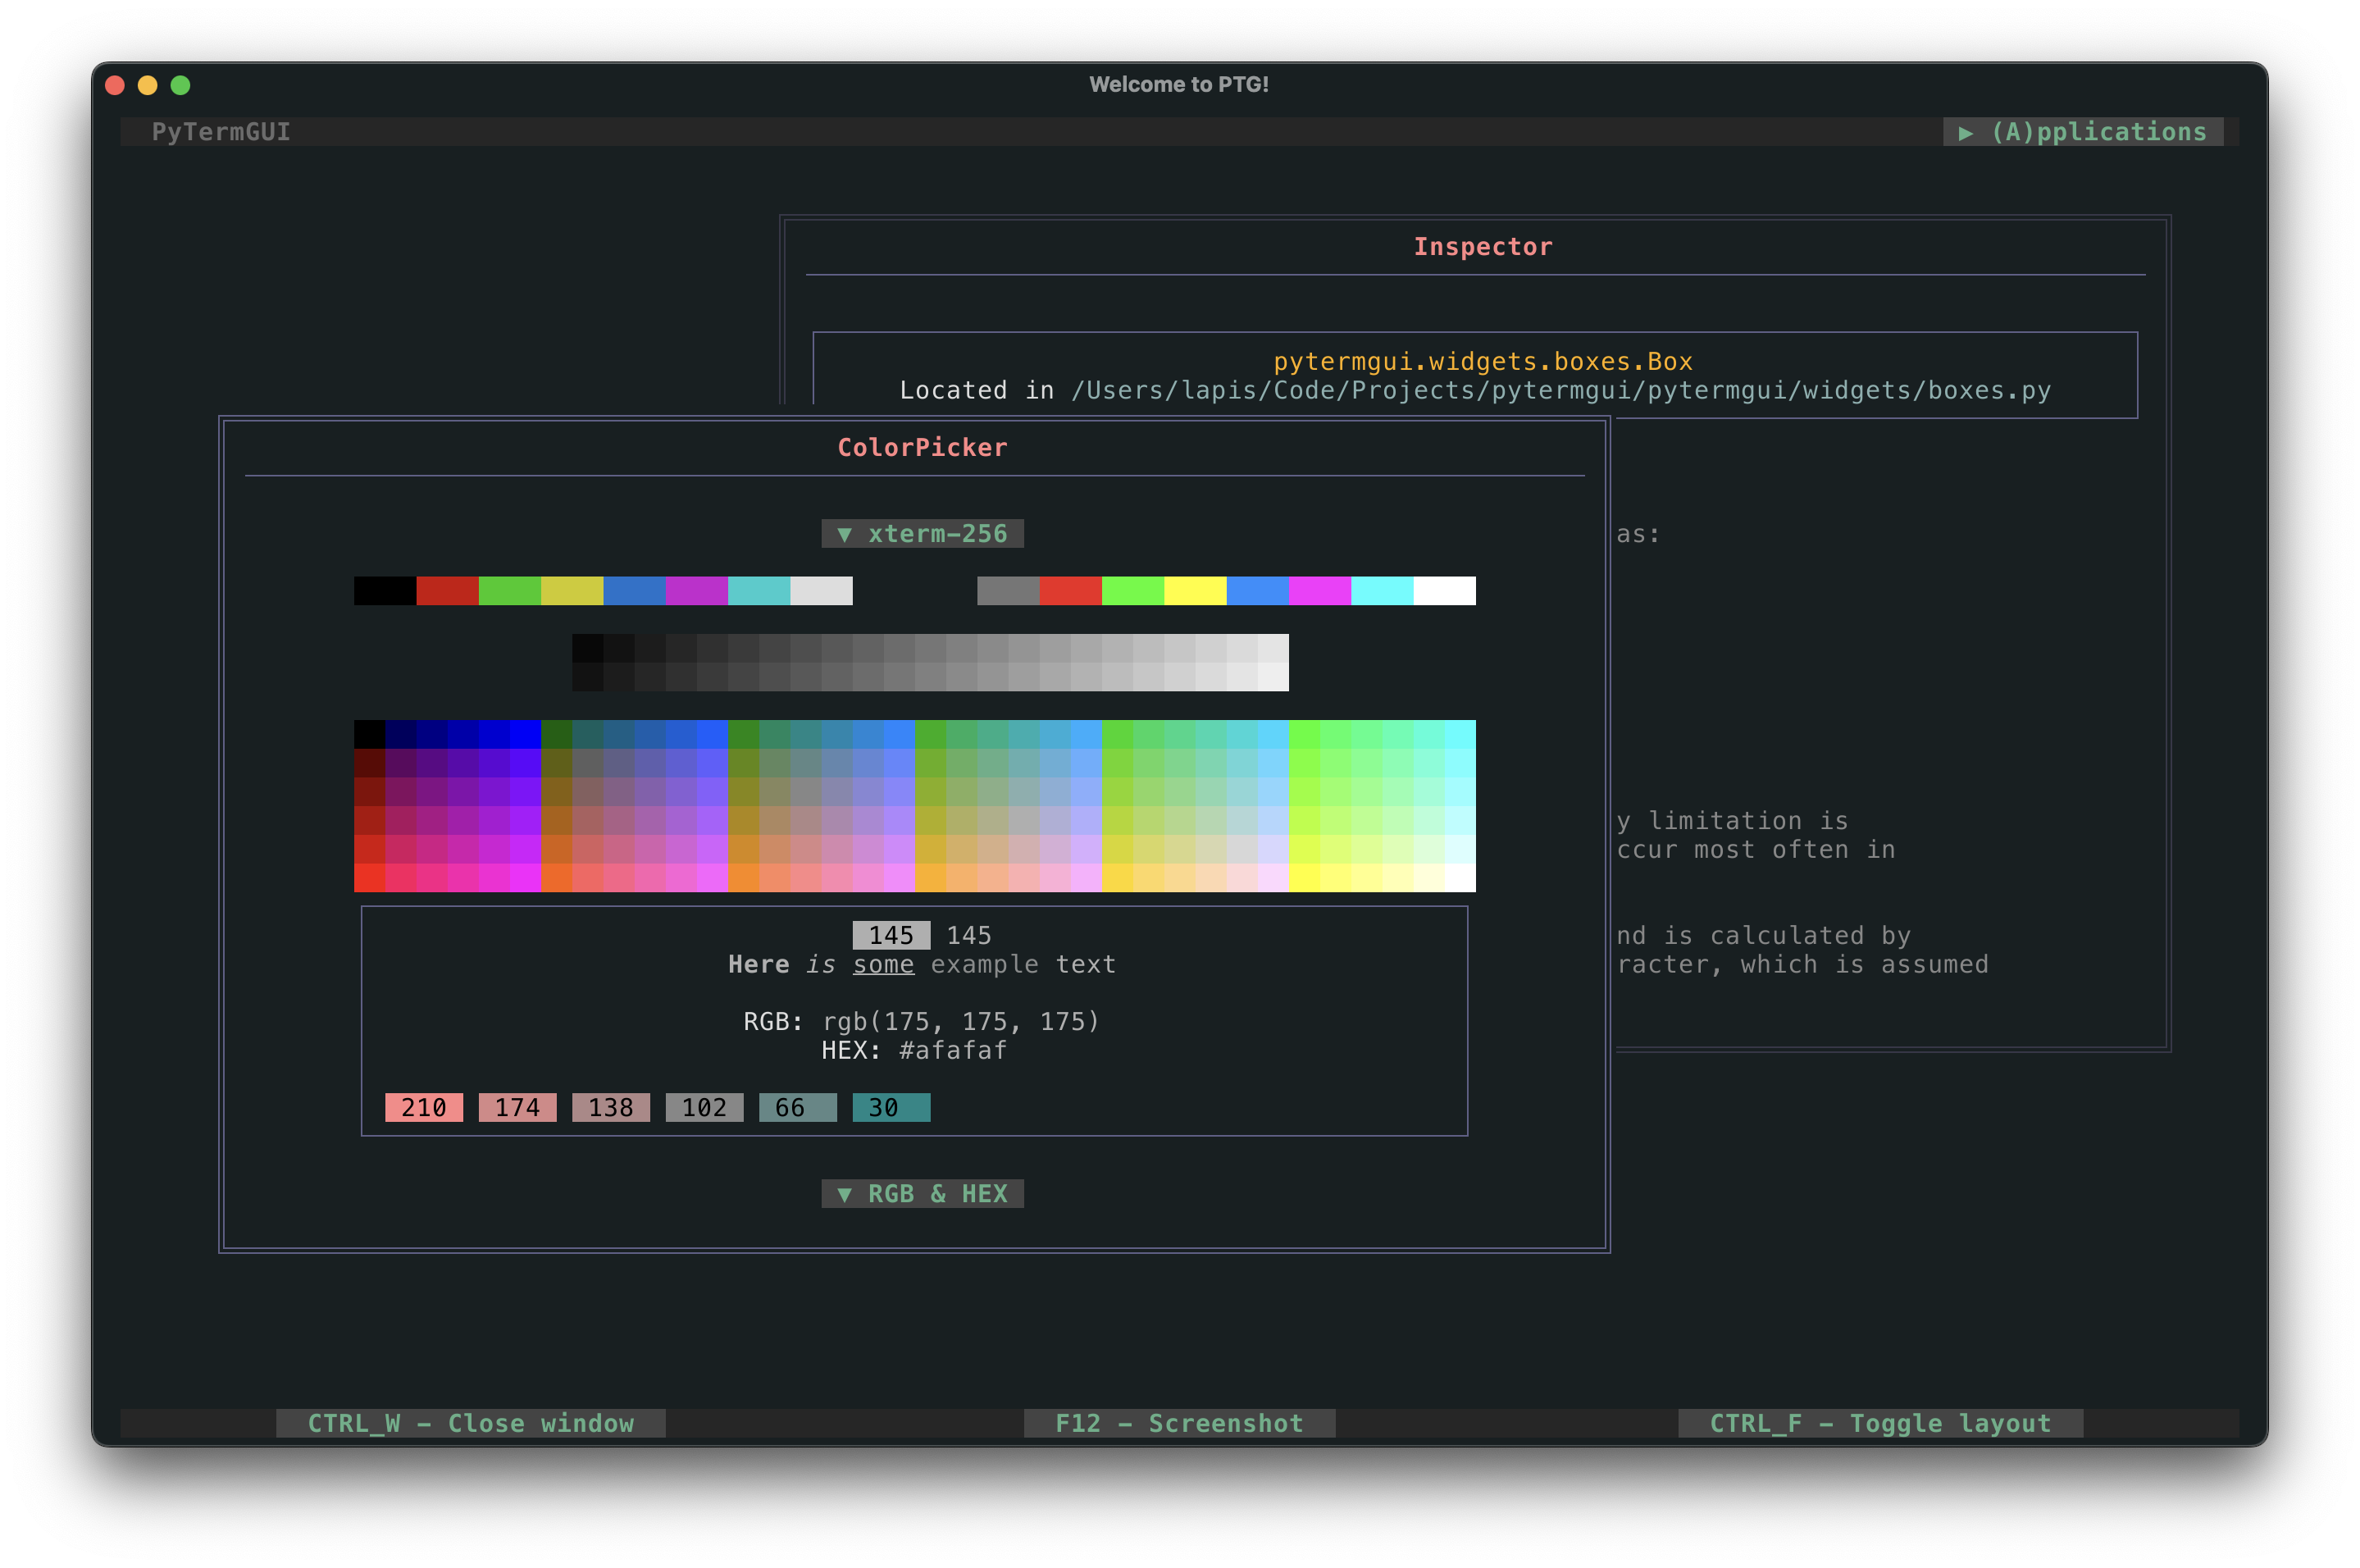 Welcome to PTG!
PyTermGUI
▶ (A)pplications
Inspector
pytermgui.widgets.boxes.Box
Located in /Users/lapis/Code/Projects/pytermgui/pytermgui/widgets/boxes.py
ColorPicker
▼ xterm-256
as:
y limitation is
ccur most often in
nd is calculated by
racter, which is assumed
145 145
Here is some example text
RGB: rgb(175, 175, 175)
HEX: #afafaf
210 174 138 102 66 30
▼ RGB & HEX
CTRL_W - Close window
F12 - Screenshot
CTRL_F - Toggle layout